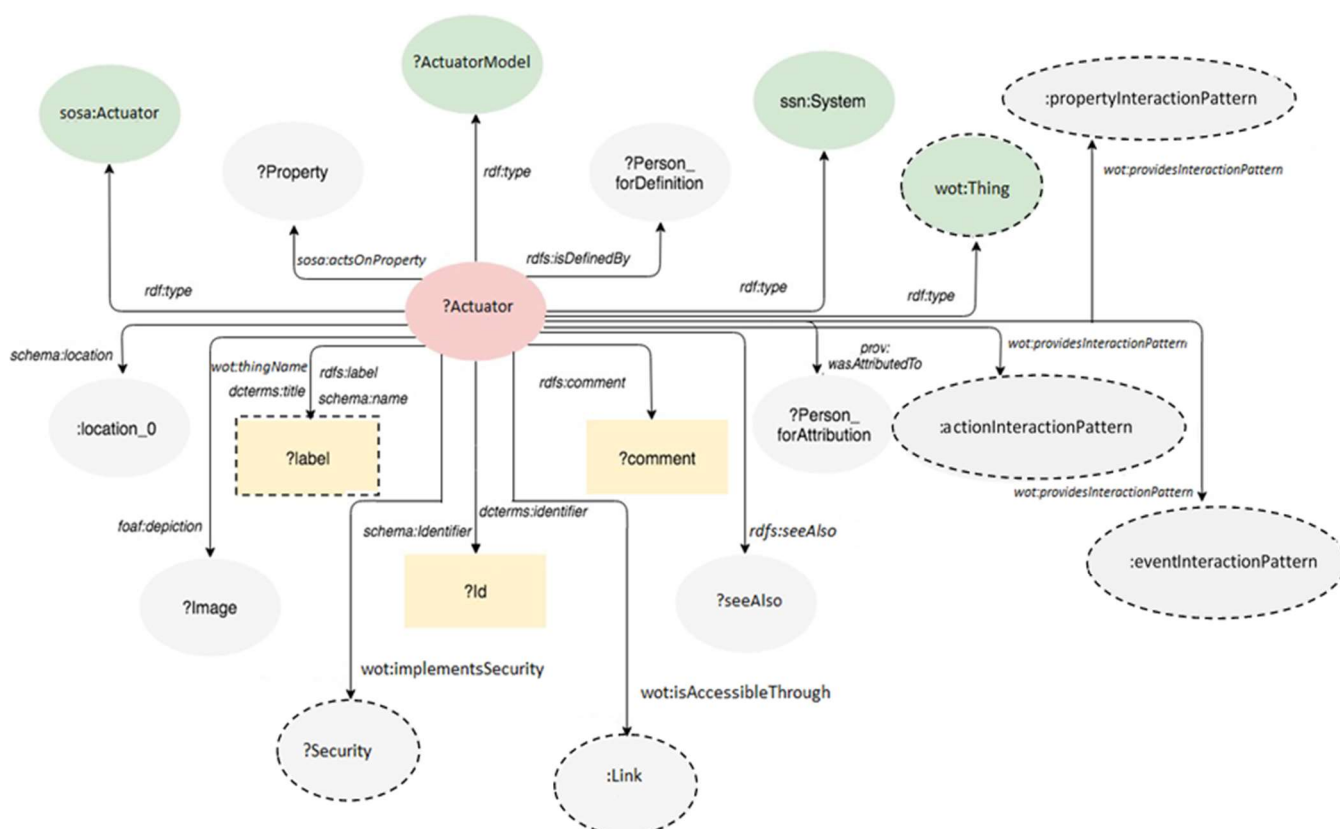 ?ActuatorModel
sosa:Actuator
ssn:System
:propertyInteractionPattern
?Property
?Person_
forDefinition
rdf:type
wot:providesInteractionPattern
wot:Thing
sosa:actsOnProperty
rdfs:isDefinedBy
rdf:type
rdf:type
rdf:type
?Actuator
schema:location
wot:thingName
rdfs:label
dcterms:title
schema:name
rdfs:comment
prov:
wasAttributedTo
wot:providesInteractionPattern
:location_0
?label
?comment
?Person_
forAttribution
:actionInteractionPattern
wot:providesInteractionPattern
foaf:depiction
schema:Identifier
dcterms:identifier
rdfs:seeAlso
:eventInteractionPattern
?Image
?Id
?seeAlso
wot:implementsSecurity
wot:isAccessibleThrough
?Security
:Link